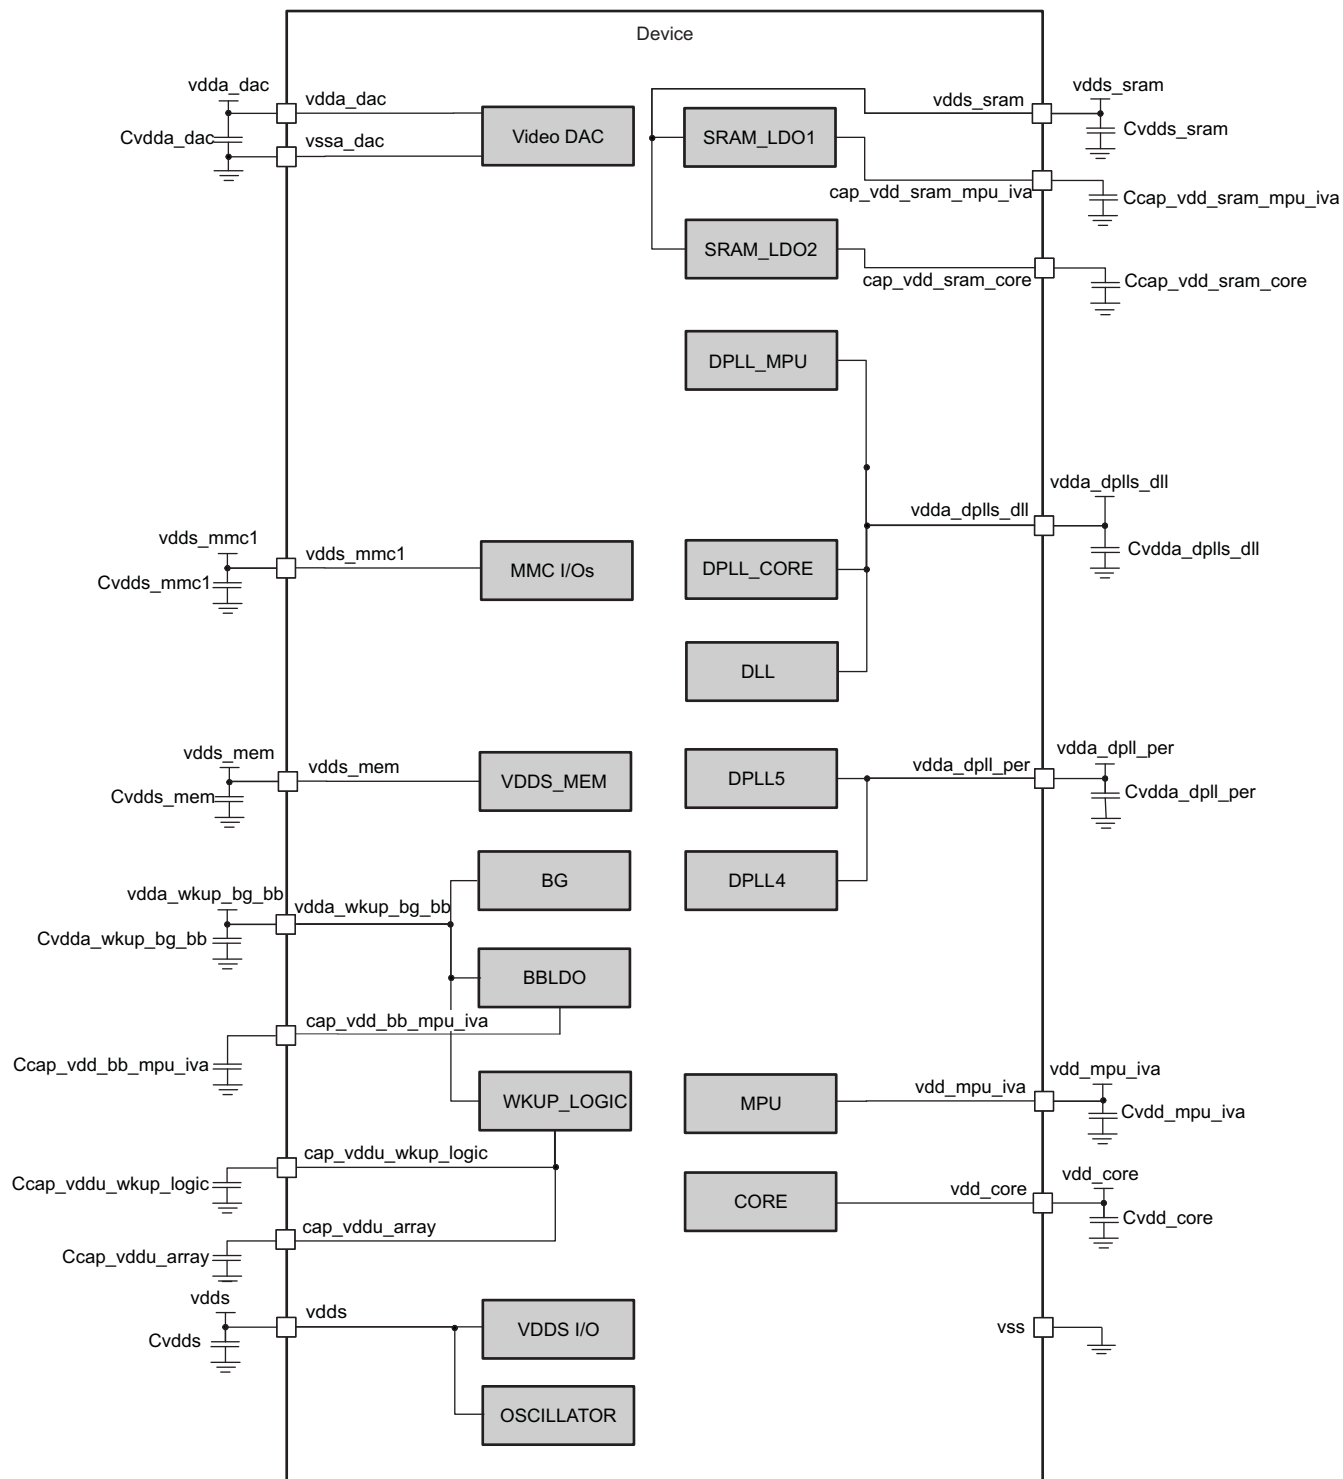 Device
vdda_dac
vdda_dac
Cvdda_dac
vssa_dac
Video DAC
vdds_sram
vdds_sram
Cvdds_sram
SRAM_LDO1
cap_vdd_sram_mpu_iva
Ccap_vdd_sram_mpu_iva
SRAM_LDO2
cap_vdd_sram_core
Ccap_vdd_sram_core
DPLL_MPU
vdda_dplls_dll
vdda_dplls_dll
Cvdda_dplls_dll
vdds_mmc1
vdds_mmc1
Cvdds_mmc1
MMC I/Os
DPLL_CORE
DLL
vdds_mem
vdds_mem
Cvdds_mem
VDDS_MEM
DPLL5
vdda_dpll_per
vdda_dpll_per
Cvdda_dpll_per
BG
DPLL4
vdda_wkup_bg_bb
vdda_wkup_bg_bb
Cvdda_wkup_bg_bb
BBLDO
cap_vdd_bb_mpu_iva
Ccap_vdd_bb_mpu_iva
WKUP_LOGIC
MPU
vdd_mpu_iva
vdd_mpu_iva
Cvdd_mpu_iva
cap_vddu_wkup_logic
Ccap_vddu_wkup_logic
CORE
vdd_core
vdd_core
Cvdd_core
cap_vddu_array
Ccap_vddu_array
vdds
vdds
Cvdds
VDDS I/O
vss
OSCILLATOR